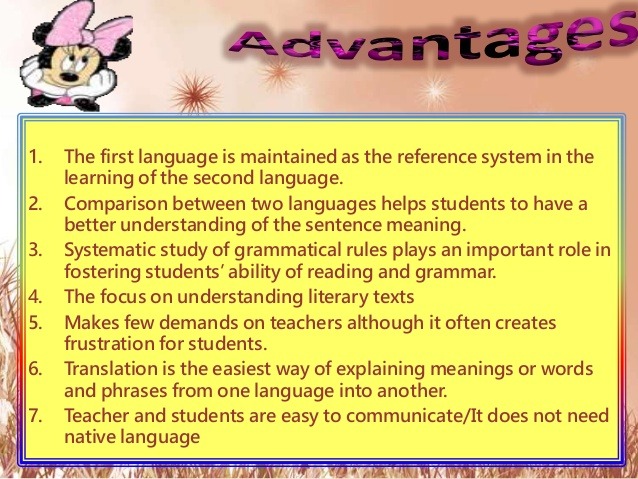 Advantages
1. The first language is maintained as the reference system in the
learning of the second language.
2. Comparison between two languages helps students to have a
better understanding of the sentence meaning.
3. Systematic study of grammatical rules plays an important role in
fostering students’ ability of reading and grammar.
4. The focus on understanding literary texts
5. Makes few demands on teachers although it often creates
frustration for students.
6. Translation is the easiest way of explaining meanings or words
and phrases from one language into another.
7. Teacher and students are easy to communicate/It does not need
native language